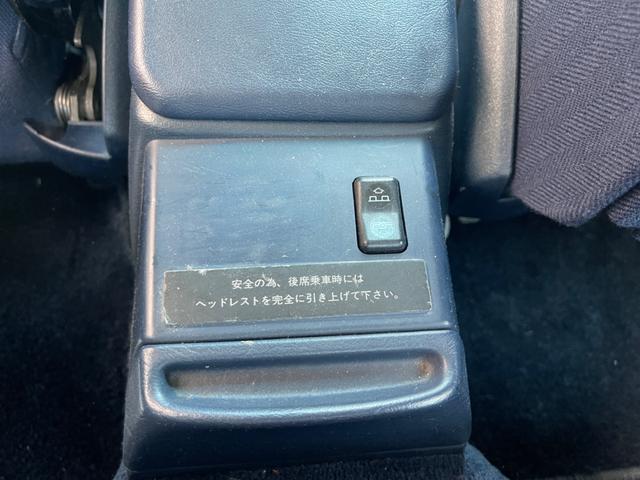 安全の為、後席乗車時には
ヘッドレストを完全に引き上げて下さい。